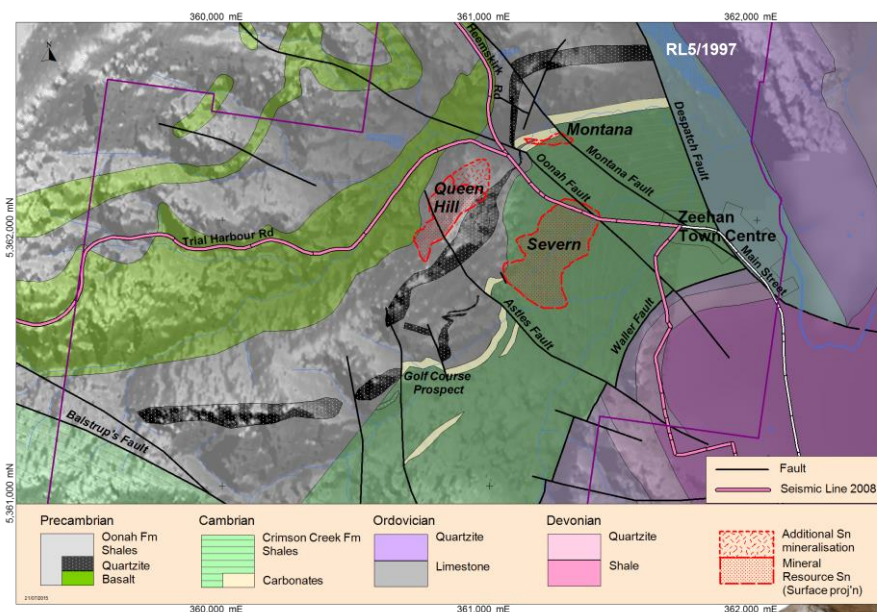 360,000 mE
361,000 mE
362,000 mE
N
RL5/1997
Heemskirk
Rd
Despatch Fault
Montana
Montana Fault
Oonah Fault
5,362,000 mN
Queen
Hill
Trial Harbour Rd
Severn
Zeehan
Town Centre
Main Street
Astles Fault
Waller Fault
Golf Course
Prospect
Balstrup's Fault
5,361,000 mN
Fault
Seismic Line 2008
Precambrian
Oonah Fm
Shales
Quartzite
Basalt
Cambrian
Crimson Creek Fm
Shales
Carbonates
Ordovician
Quartzite
Limestone
Devonian
Quartzite
Shale
Additional Sn
mineralisation
Mineral
Resource Sn
(Surface proj'n)
21/07/2015
360,000 mE
361,000 mE
362,000 mE